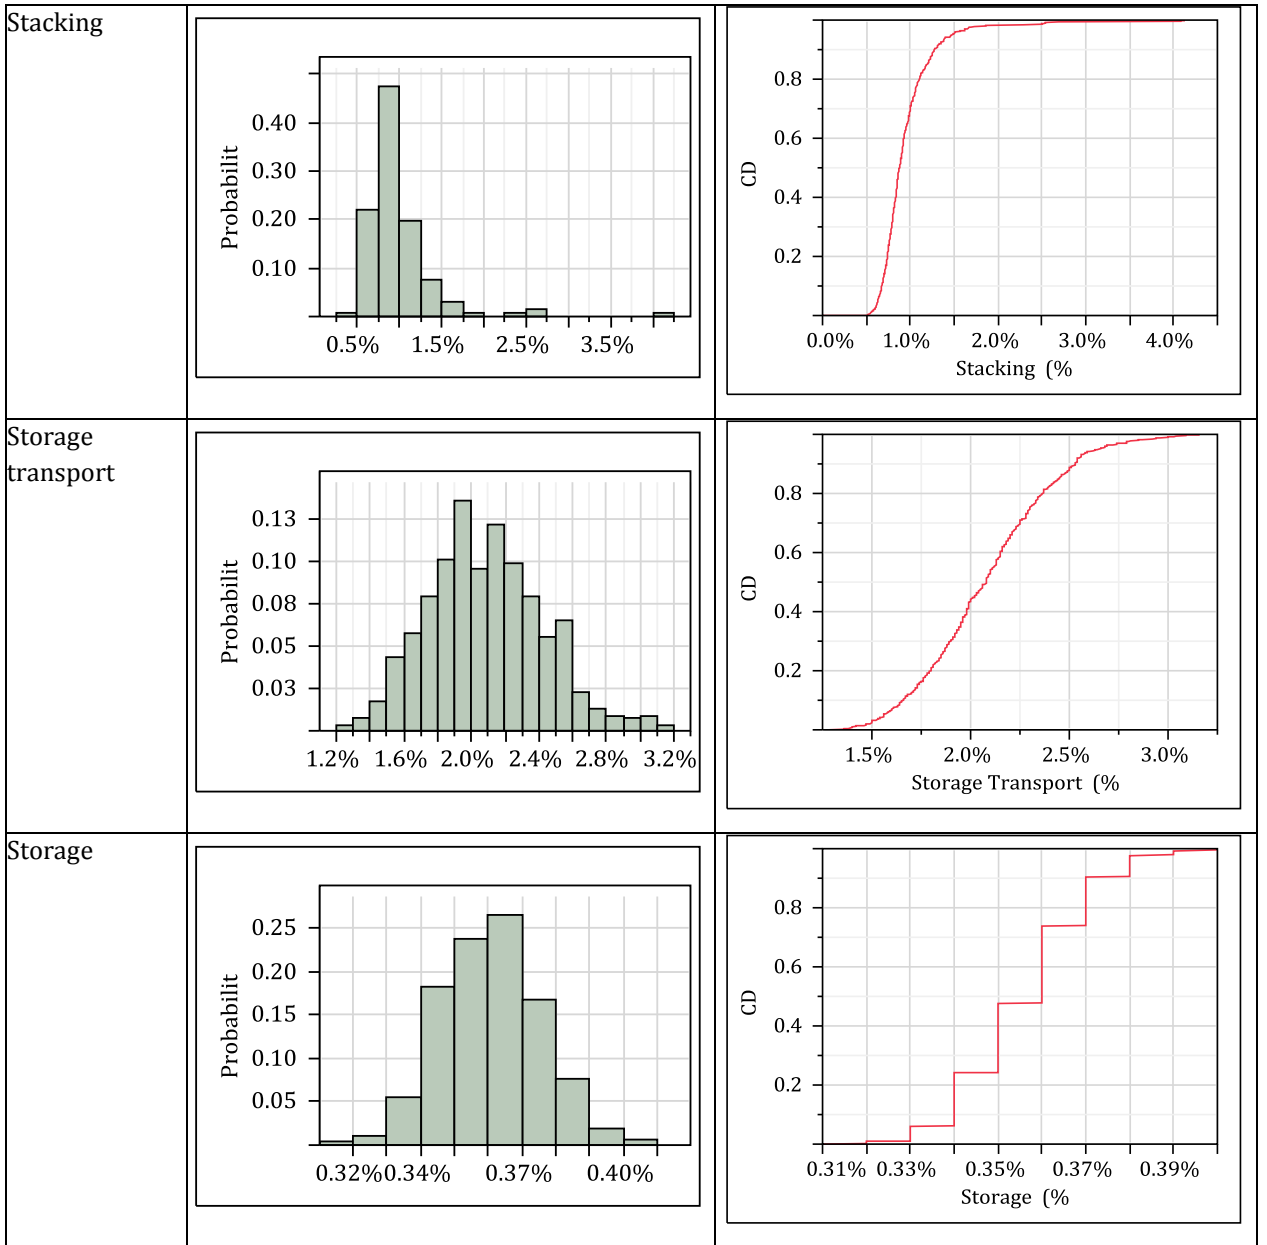 Stacking
Probabilit
0.40
0.30
0.20
0.10
0.5% 1.5% 2.5% 3.5%
CD
0.8
0.6
0.4
0.2
0.0% 1.0% 2.0% 3.0% 4.0%
Stacking (%
Storage
transport
Probabilit
0.13
0.10
0.08
0.05
0.03
1.2% 1.6% 2.0% 2.4% 2.8% 3.2%
CD
0.8
0.6
0.4
0.2
1.5% 2.0% 2.5% 3.0%
Storage Transport (%
Storage
Probabilit
0.25
0.20
0.15
0.10
0.05
0.32% 0.34% 0.37% 0.40%
CD
0.8
0.6
0.4
0.2
0.31% 0.33% 0.35% 0.37% 0.39%
Storage (%